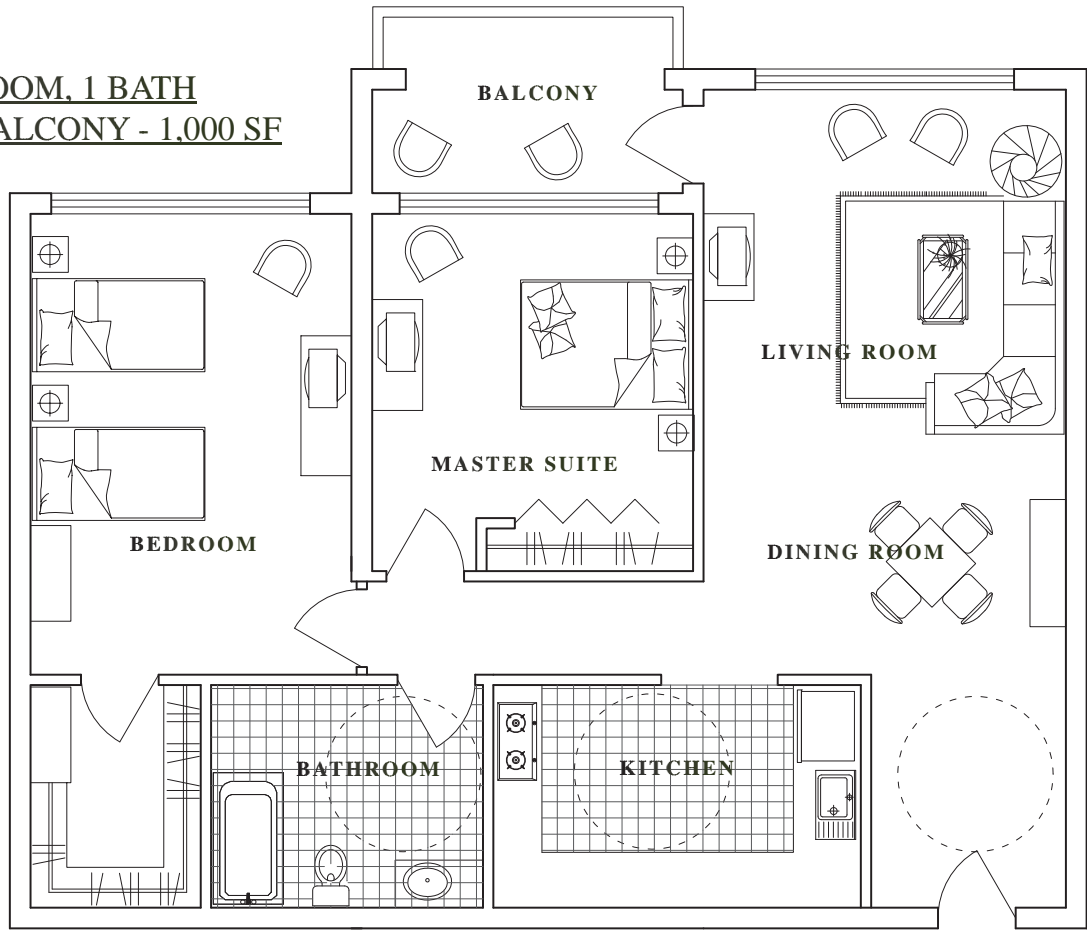 OOM, 1 BATH
ALCONY - 1,000 SF
BALCONY
LIVING ROOM
MASTER SUITE
BEDROOM
DINING ROOM
BATHROOM
KITCHEN